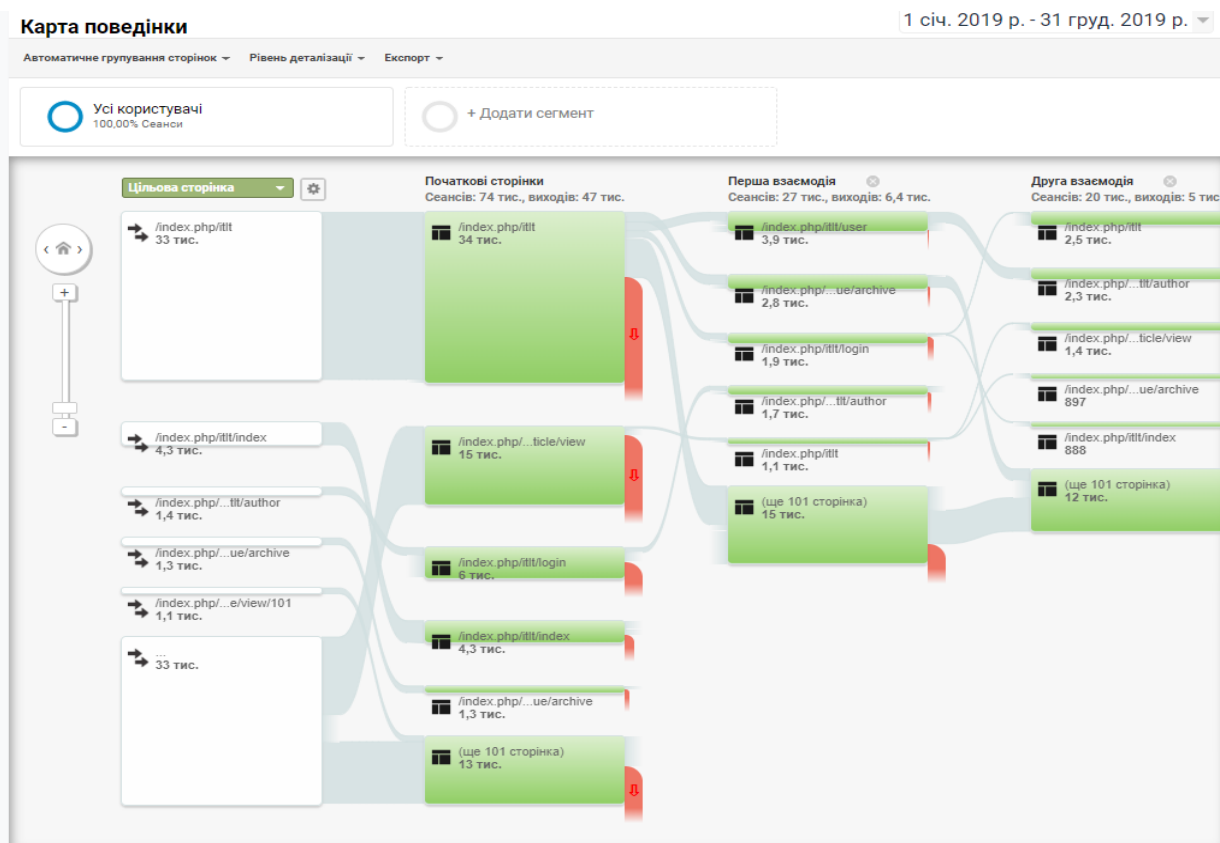 Карта поведінки
1 січ. 2019 р. - 31 груд. 2019 р.
Автоматичне групування сторінок
Рівень деталізації
Експорт
Усі користувачі
100,00% Сеанси
+ Додати сегмент
Цільова сторінка
/index.php/itlt
33 тис.
/index.php/itlt/index
4,3 тис.
/index.php/...tlt/author
1,4 тис.
/index.php/...ue/archive
1,3 тис.
/index.php/...e/view/101
1,1 тис.
...
33 тис.
Початкові сторінки
Сеансів: 74 тис., виходів: 47 тис.
/index.php/itlt
34 тис.
/index.php/...ticle/view
15 тис.
/index.php/itlt/login
6 тис.
/index.php/itlt/index
4,3 тис.
/index.php/...ue/archive
1,3 тис.
(ще 101 сторінка)
13 тис.
Перша взаємодія
Сеансів: 27 тис., виходів: 6,4 тис.
/index.php/itlt/user
3,9 тис.
/index.php/...ue/archive
2,8 тис.
/index.php/itlt/login
1,9 тис.
/index.php/...tlt/author
1,7 тис.
/index.php/itlt
1,1 тис.
(ще 101 сторінка)
15 тис.
Друга взаємодія
Сеансів: 20 тис., виходів: 5 тис
/index.php/itlt
2,5 тис.
/index.php/...tlt/author
2,3 тис.
/index.php/...ticle/view
1,4 тис.
/index.php/...ue/archive
897
/index.php/itlt/index
888
(ще 101 сторінка)
12 тис.